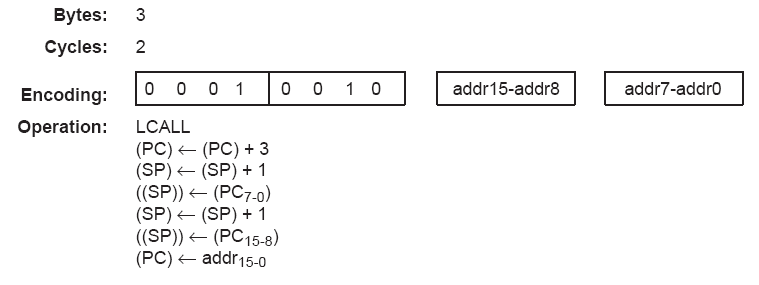 Bytes: 3
Cycles: 2
Encoding: 0 0 0 1 0 0 1 0 addr15-addr8 addr7-addr0
Operation: LCALL
(PC) ← (PC) + 3
(SP) ← (SP) + 1
((SP)) ← (PC7-0)
(SP) ← (SP) + 1
((SP)) ← (PC15-8)
(PC) ← addr15-0